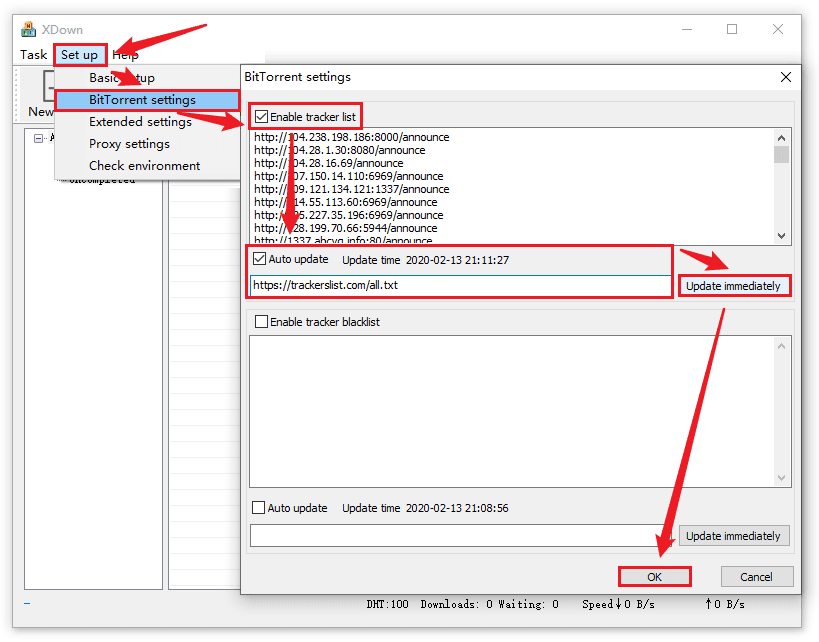 XDown
Task Set up Help
Basic setup
BitTorrent settings
Extended settings
Proxy settings
Check environment
New
Uncompleted
BitTorrent settings
Enable tracker list
http://104.238.198.186:8000/announce
http://104.28.1.30:8080/announce
http://104.28.16.69/announce
http://107.150.14.110:6969/announce
http://109.121.134.121:1337/announce
http://114.55.113.60:6969/announce
http://125.227.35.196:6969/announce
http://128.199.70.66:5944/announce
http://1337.abcvg.info:80/announce
Auto update Update time 2020-02-13 21:11:27
https://trackerslist.com/all.txt
Update immediately
Enable tracker blacklist
Auto update Update time 2020-02-13 21:08:56
Update immediately
OK Cancel
DHT:100 Downloads: 0 Waiting: 0 Speed↓0 B/s ↑0 B/s